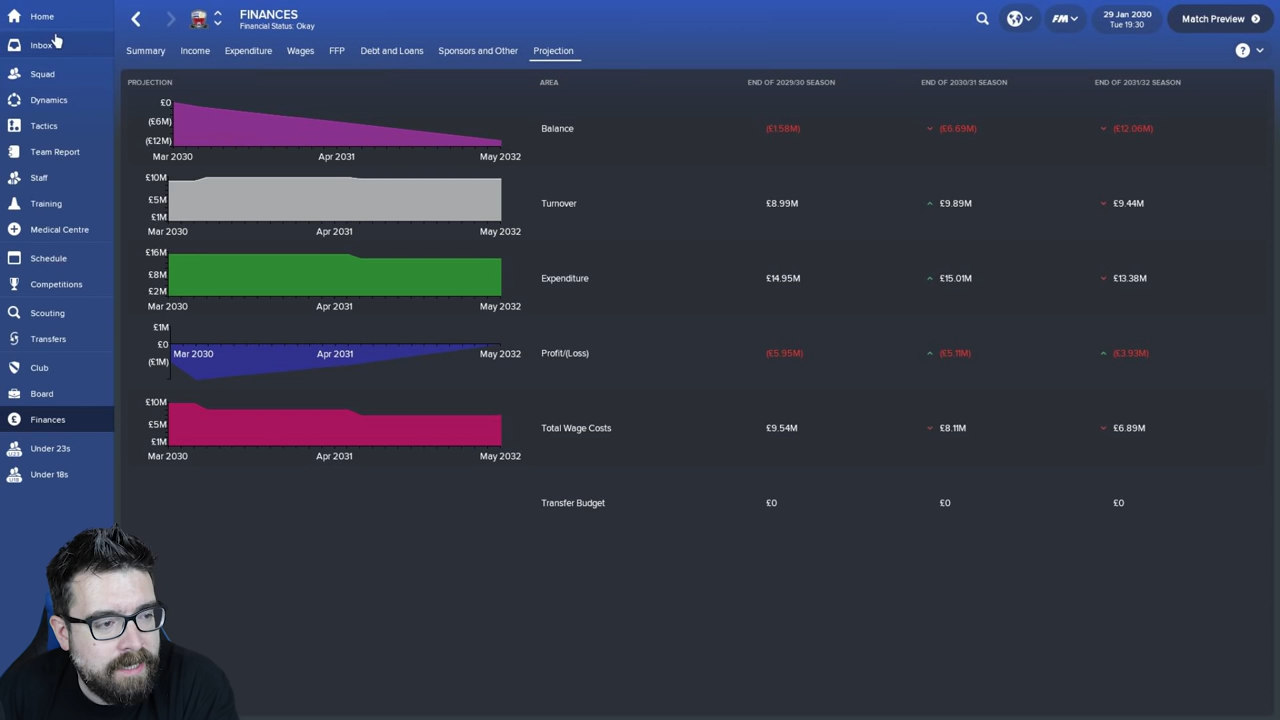 Home
Inbox
Squad
Dynamics
Tactics
Team Report
Staff
Training
Medical Centre
Schedule
Competitions
Scouting
Transfers
Club
Board
Finances
Under 23s
Under 18s
FINANCES
Financial Status: Okay
FM
29 Jan 2030
Tue 19:30
Match Preview
Summary Income Expenditure Wages FFP Debt and Loans Sponsors and Other Projection
?
PROJECTION AREA END OF 2029/30 SEASON END OF 2030/31 SEASON END OF 2031/32 SEASON
£0
(£6M)
(£12M)
Mar 2030 Apr 2031 May 2032
Balance (£1.58M) (£6.69M) (£12.06M)
£10M
£5M
£1M
Mar 2030 Apr 2031 May 2032
Turnover £8.99M £9.89M £9.44M
£16M
£8M
£2M
Mar 2030 Apr 2031 May 2032
Expenditure £14.95M £15.01M £13.38M
£1M
£0
(£1M)
Mar 2030 Apr 2031 May 2032
Profit/(Loss) (£5.95M) (£5.11M) (£3.93M)
£10M
£5M
£1M
Mar 2030 Apr 2031 May 2032
Total Wage Costs £9.54M £8.11M £6.89M
Transfer Budget £0 £0 £0